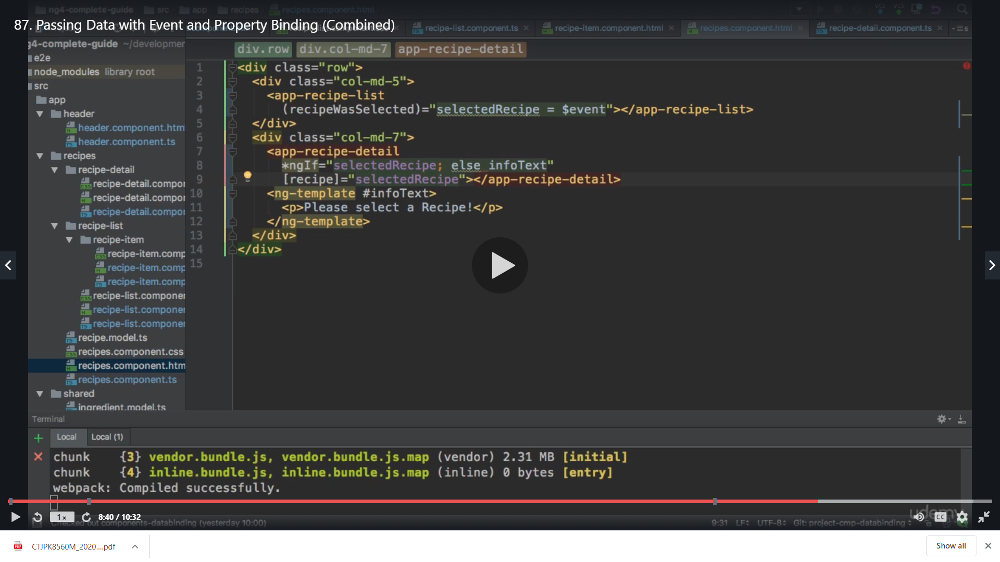 ng4-complete-guide src app recipes recipes.component.html
87. Passing Data with Event and Property Binding (Combined)
recipe-list.component.ts recipe-item.component.html recipes.component.html recipe-detail.component.ts 5
g4-complete-guide ~/developmer
div.row div.col-md-7 app-recipe-detail
e2e
node_modules library root
src
app
header
header.component.htm
header.component.ts
recipes
recipe-detail
recipe-detail.compor
recipe-detail.compor
recipe-detail.compor
recipe-list
recipe-item
recipe-item.comp
recipe-item.comp
recipe-item.comp
recipe-list.componer
recipe-list.componer
recipe-list.componer
recipe.model.ts
recipes.component.css
recipes.component.htm
recipes.component.ts
shared
ingredient.model.ts
1 <div class="row">
2 <div class="col-md-5">
3 <app-recipe-list
4 (recipeWasSelected)="selectedRecipe = $event"></app-recipe-list>
5 </div>
6 <div class="col-md-7">
7 <app-recipe-detail
8 *ngIf="selectedRecipe; else infoText"
9 [recipe]="selectedRecipe"></app-recipe-detail>
10 <ng-template #infoText>
11 <p>Please select a Recipe!</p>
12 </ng-template>
13 </div>
14 </div>
15
Terminal
Local Local (1)
chunk {3} vendor.bundle.js, vendor.bundle.js.map (vendor) 2.31 MB [initial]
chunk {4} inline.bundle.js, inline.bundle.js.map (inline) 0 bytes [entry]
webpack: Compiled successfully.
udemy
1x 8:40 / 10:32 CC
Checked out components-databinding (yesterday 10:00) 9:31 LF UTF-8 Git: project-cmp-databinding
CTJPK8560M_2020....pdf Show all